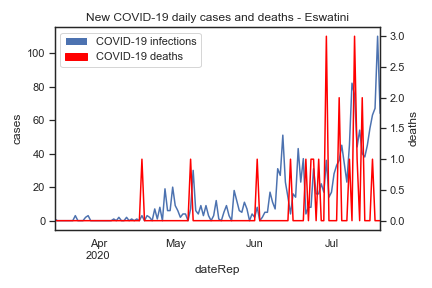 New COVID-19 daily cases and deaths - Eswatini
COVID-19 infections
COVID-19 deaths
cases
100
80
60
40
20
0
deaths
3.0
2.5
2.0
1.5
1.0
0.5
0.0
Apr
2020
May
Jun
Jul
dateRep